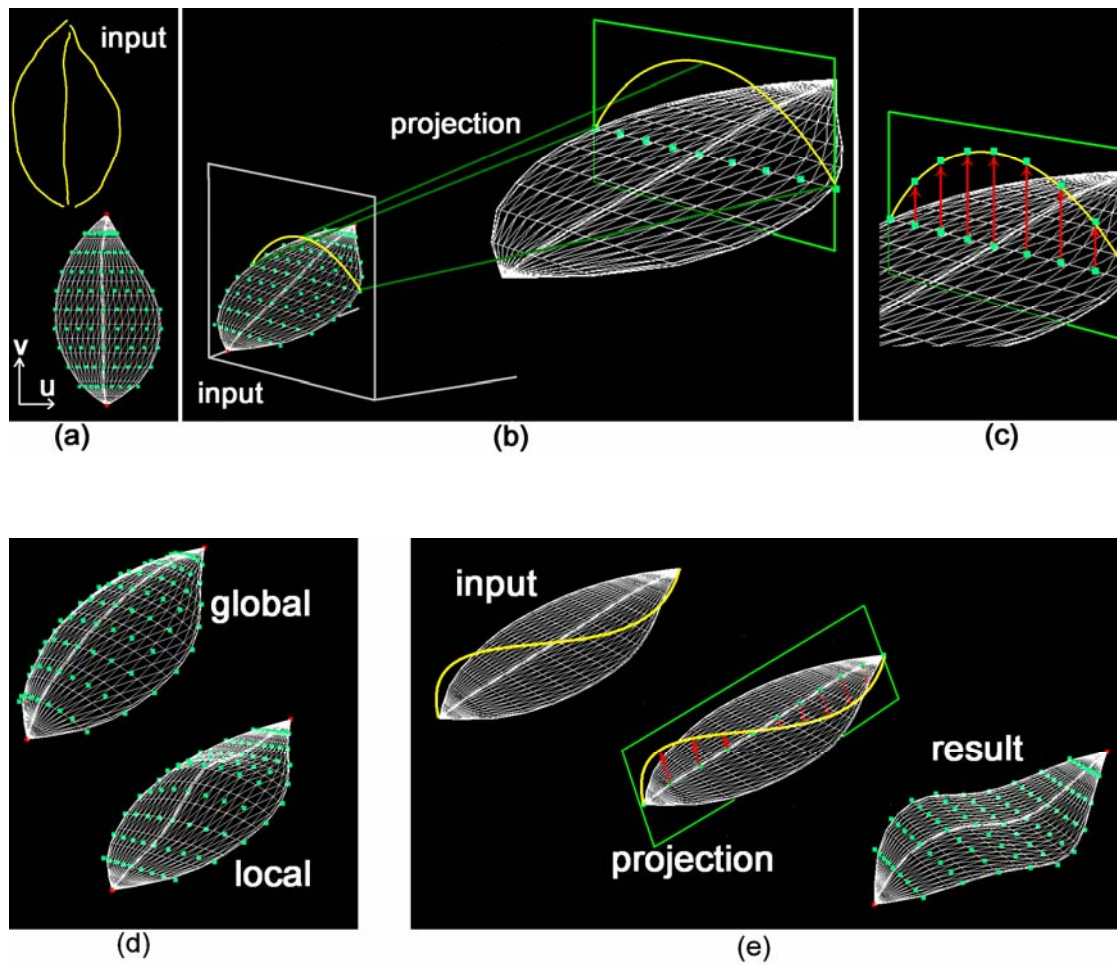 input
v
u
(a)
projection
input
(b)
(c)
global
local
(d)
input
projection
result
(e)